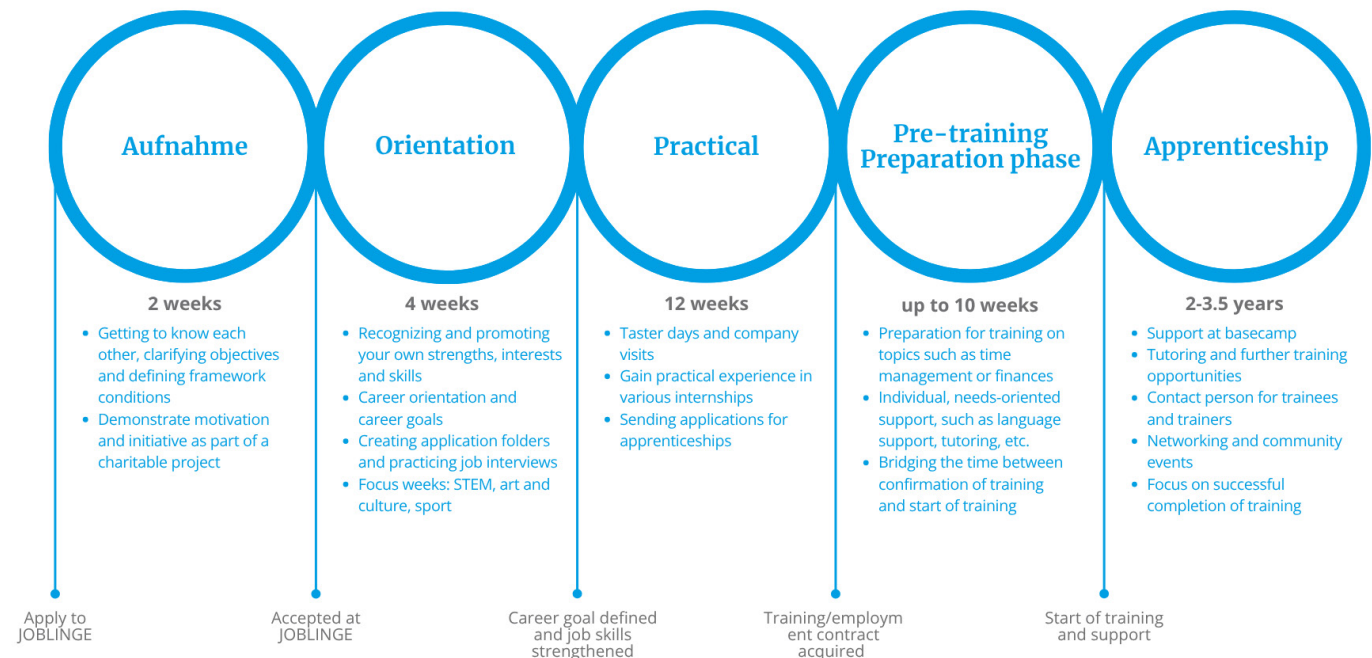 Aufnahme
Orientation
Practical
Pre-training
Preparation phase
Apprenticeship
2 weeks
• Getting to know each
other, clarifying objectives
and defining framework
conditions
• Demonstrate motivation
and initiative as part of a
charitable project
4 weeks
• Recognizing and promoting
your own strengths, interests
and skills
• Career orientation and
career goals
• Creating application folders
and practicing job interviews
• Focus weeks: STEM, art and
culture, sport
12 weeks
• Taster days and company
visits
• Gain practical experience in
various internships
• Sending applications for
apprenticeships
up to 10 weeks
• Preparation for training on
topics such as time
management or finances
• Individual, needs-oriented
support, such as language
support, tutoring, etc.
• Bridging the time between
confirmation of training
and start of training
2-3.5 years
• Support at basecamp
• Tutoring and further training
opportunities
• Contact person for trainees
and trainers
• Networking and community
events
• Focus on successful
completion of training
Apply to
JOBLINGE
Accepted at
JOBLINGE
Career goal defined
and job skills
strengthened
Training/employm
ent contract
acquired
Start of training
and support